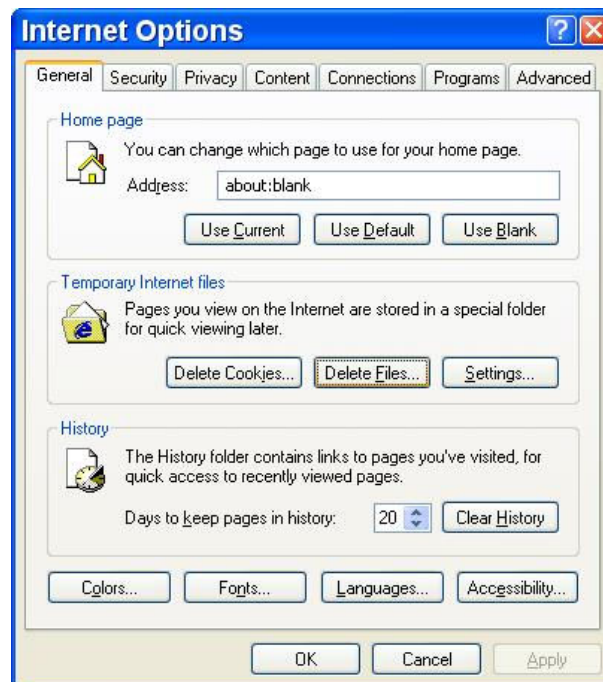 Internet Options
General Security Privacy Content Connections Programs Advanced
Home page
You can change which page to use for your home page.
Address: about:blank
Use Current Use Default Use Blank
Temporary Internet files
Pages you view on the Internet are stored in a special folder
for quick viewing later.
Delete Cookies... Delete Files... Settings...
History
The History folder contains links to pages you've visited, for
quick access to recently viewed pages.
Days to keep pages in history: 20 Clear History
Colors... Fonts... Languages... Accessibility...
OK Cancel Apply